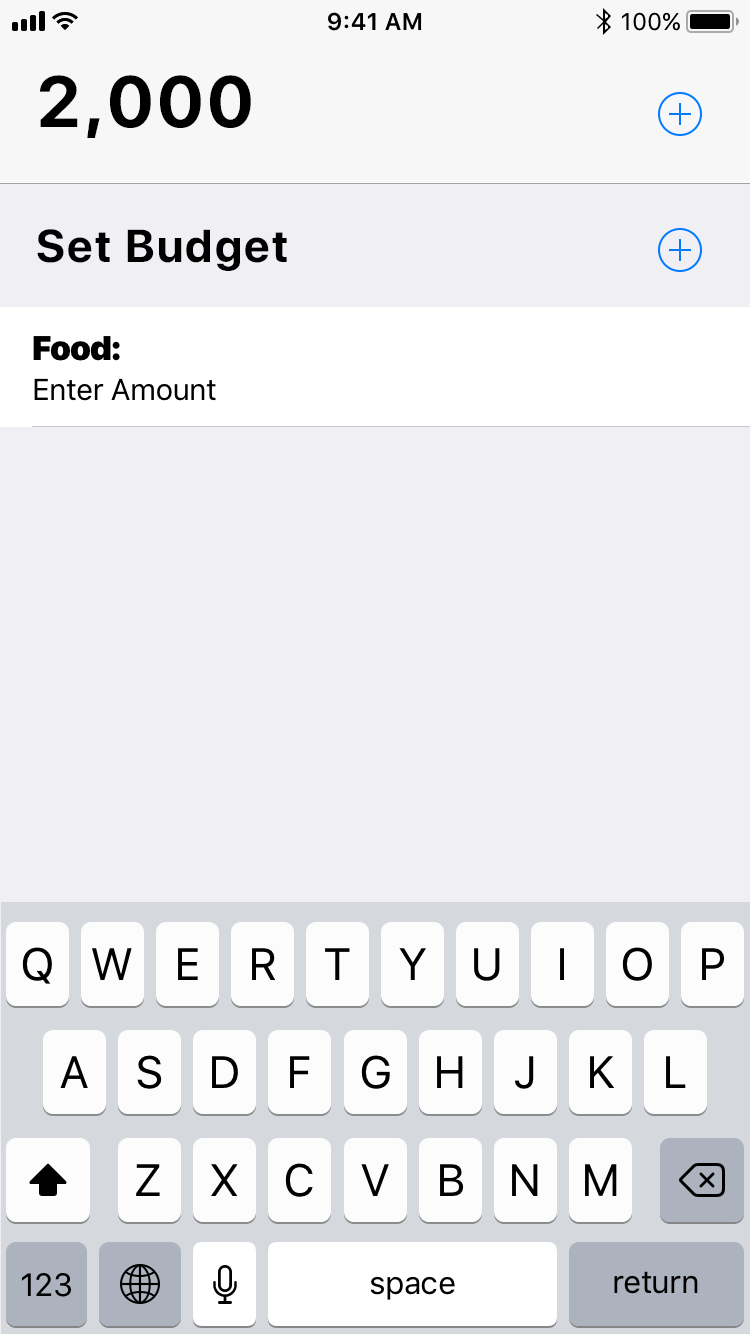 9:41 AM 100%
2,000
Set Budget
Food:
Enter Amount
Q W E R T Y U I O P
A S D F G H J K L
Z X C V B N M
123 space return